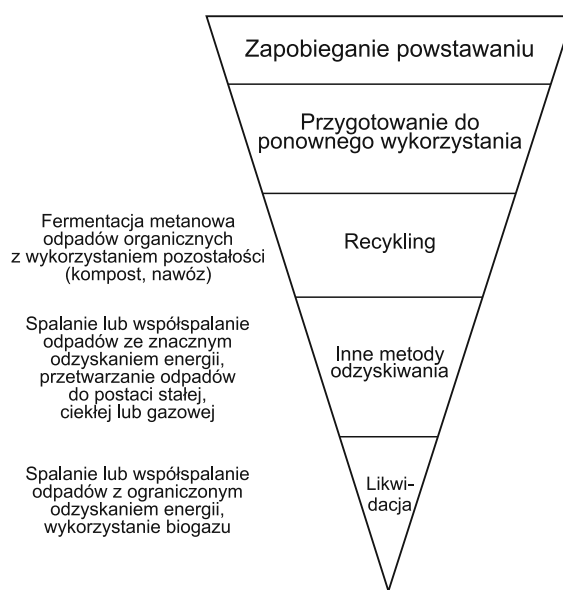 Zapobieganie powstawaniu
Przygotowanie do
ponownego wykorzystania
Fermentacja metanowa
odpadów organicznych
z wykorzystaniem pozostałości
(kompost, nawóz)
Recykling
Spalanie lub współspalanie
odpadów ze znacznym
odzyskaniem energii,
przetwarzanie odpadów
do postaci stałej,
ciekłej lub gazowej
Inne metody
odzyskiwania
Spalanie lub współspalanie
odpadów z ograniczonym
odzyskaniem energii,
wykorzystanie biogazu
Likwi-
dacja